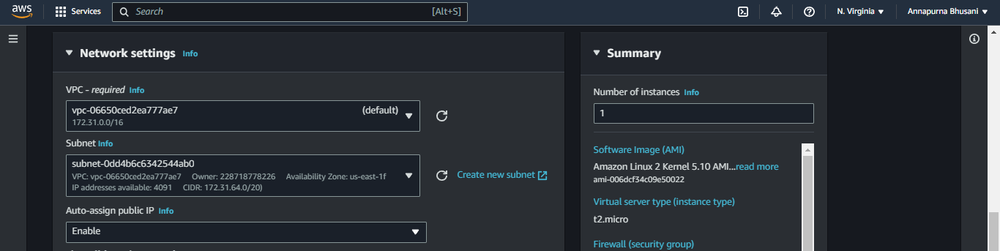 aws
Services
Search [Alt+S]
N. Virginia
Annapurna Bhusani
Network settings Info
VPC - required Info
vpc-06650ced2ea777ae7 (default)
172.31.0.0/16
Subnet Info
subnet-0dd4b6c6342544ab0
VPC: vpc-06650ced2ea777ae7 Owner: 228718778226 Availability Zone: us-east-1f
IP addresses available: 4091 CIDR: 172.31.64.0/20)
Create new subnet
Auto-assign public IP Info
Enable
Summary
Number of instances Info
1
Software Image (AMI)
Amazon Linux 2 Kernel 5.10 AMI...read more
ami-006dcf34c09e50022
Virtual server type (instance type)
t2.micro
Firewall (security group)